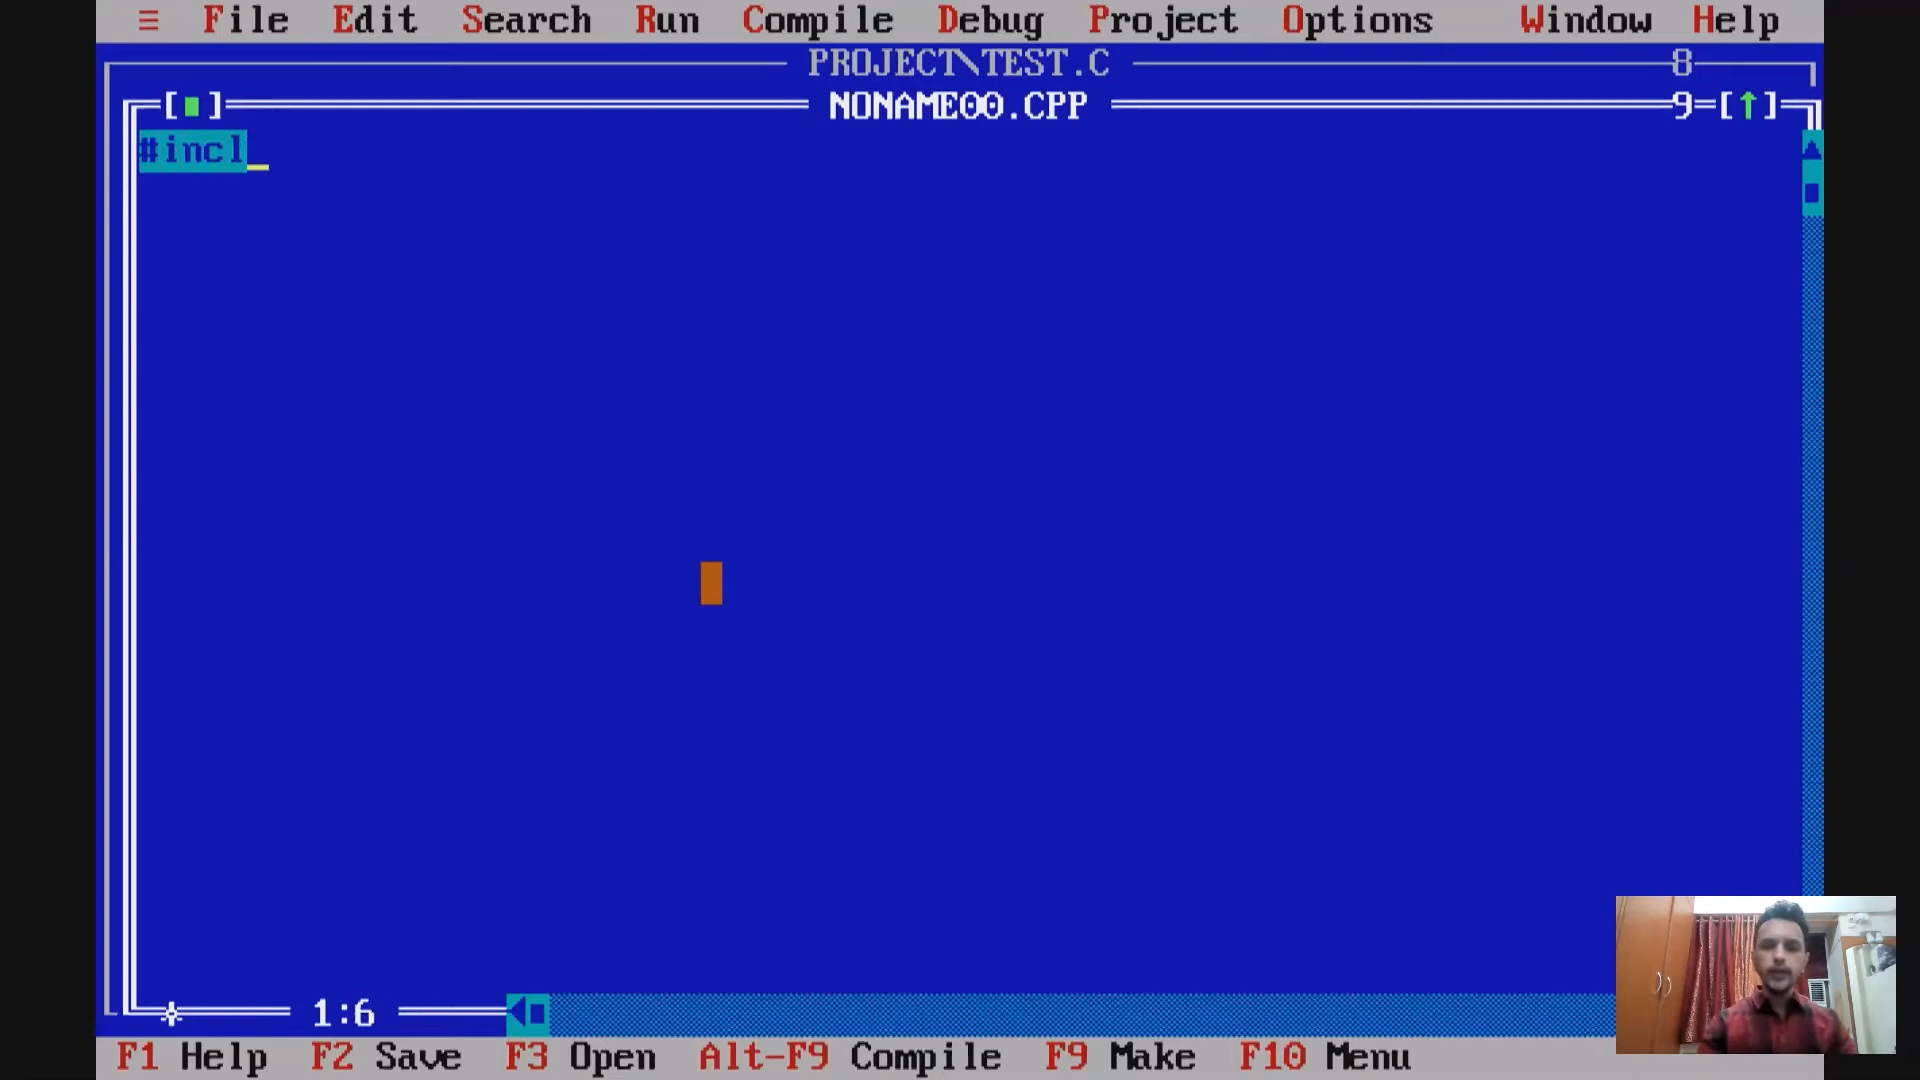 ≡ File Edit Search Run Compile Debug Project Options Window Help
PROJECT\TEST.C 8
[■] NONAME00.CPP 9=[↑]
#incl_
1:6
F1 Help F2 Save F3 Open Alt-F9 Compile F9 Make F10 Menu